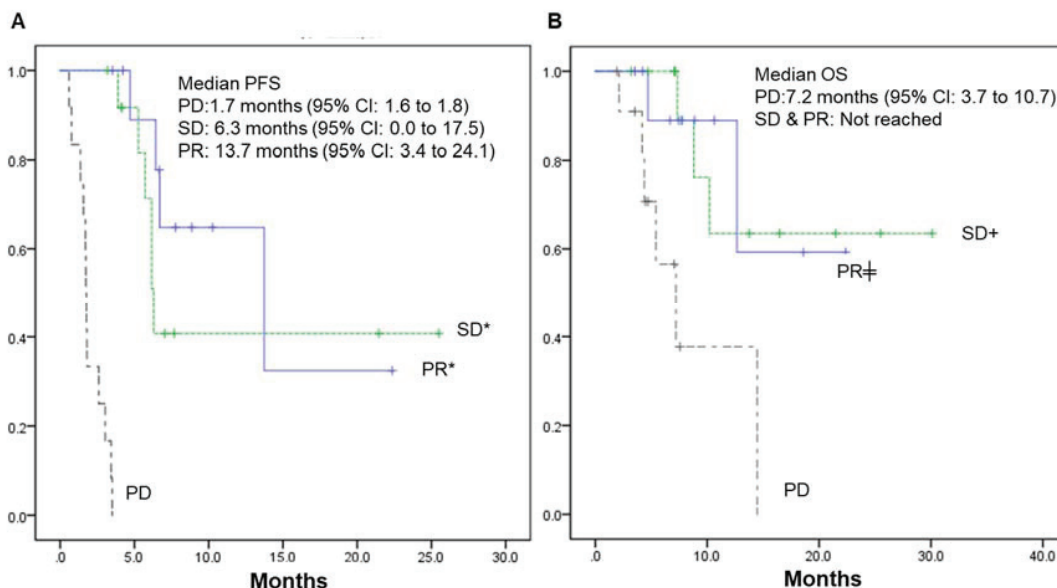 A
Median PFS
PD:1.7 months (95% CI: 1.6 to 1.8)
SD: 6.3 months (95% CI: 0.0 to 17.5)
PR: 13.7 months (95% CI: 3.4 to 24.1)
1.0
0.8
0.6
0.4
0.2
0.0
SD*
PR*
PD
.0 5.0 10.0 15.0 20.0 25.0 30.0
Months
B
Median OS
PD:7.2 months (95% CI: 3.7 to 10.7)
SD & PR: Not reached
1.0
0.8
0.6
0.4
0.2
0.0
SD+
PR‡
PD
.0 10.0 20.0 30.0 40.0
Months